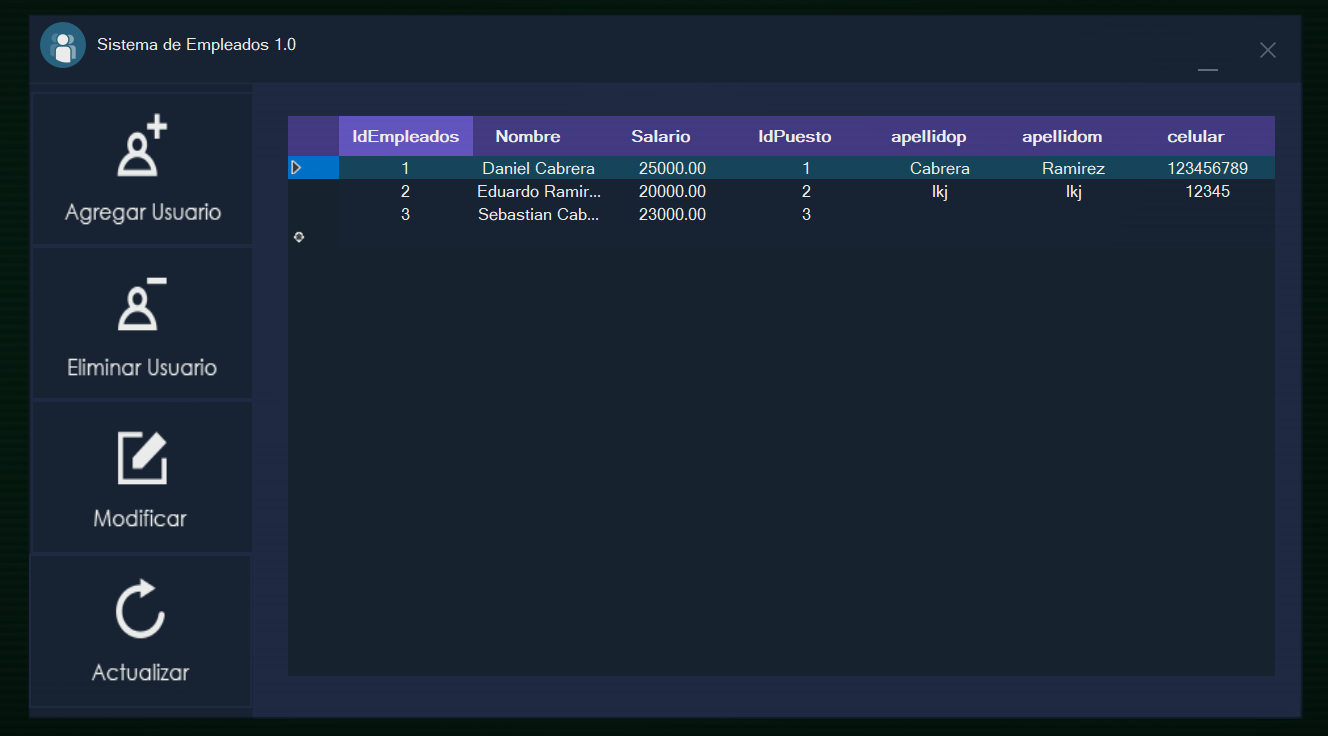 Sistema de Empleados 1.0
Agregar Usuario
Eliminar Usuario
Modificar
Actualizar
IdEmpleados Nombre Salario IdPuesto apellidop apellidom celular
1 Daniel Cabrera 25000.00 1 Cabrera Ramirez 123456789
2 Eduardo Ramir... 20000.00 2 lkj lkj 12345
3 Sebastian Cab... 23000.00 3